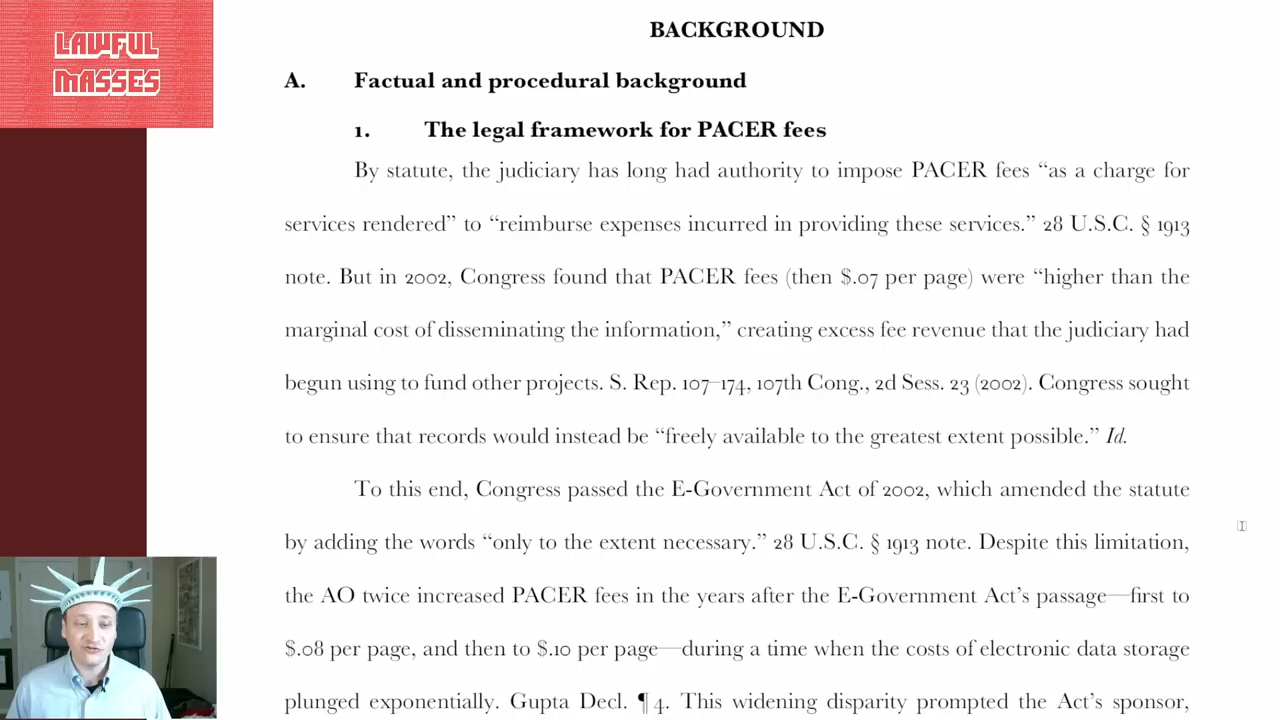 LAWFUL
MASSES
BACKGROUND
A. Factual and procedural background
1. The legal framework for PACER fees
By statute, the judiciary has long had authority to impose PACER fees “as a charge for
services rendered” to “reimburse expenses incurred in providing these services.” 28 U.S.C. § 1913
note. But in 2002, Congress found that PACER fees (then $.07 per page) were “higher than the
marginal cost of disseminating the information,” creating excess fee revenue that the judiciary had
begun using to fund other projects. S. Rep. 107–174, 107th Cong., 2d Sess. 23 (2002). Congress sought
to ensure that records would instead be “freely available to the greatest extent possible.” Id.
To this end, Congress passed the E-Government Act of 2002, which amended the statute
by adding the words “only to the extent necessary.” 28 U.S.C. § 1913 note. Despite this limitation,
the AO twice increased PACER fees in the years after the E-Government Act’s passage—first to
$.08 per page, and then to $.10 per page—during a time when the costs of electronic data storage
plunged exponentially. Gupta Decl. ¶ 4. This widening disparity prompted the Act’s sponsor,